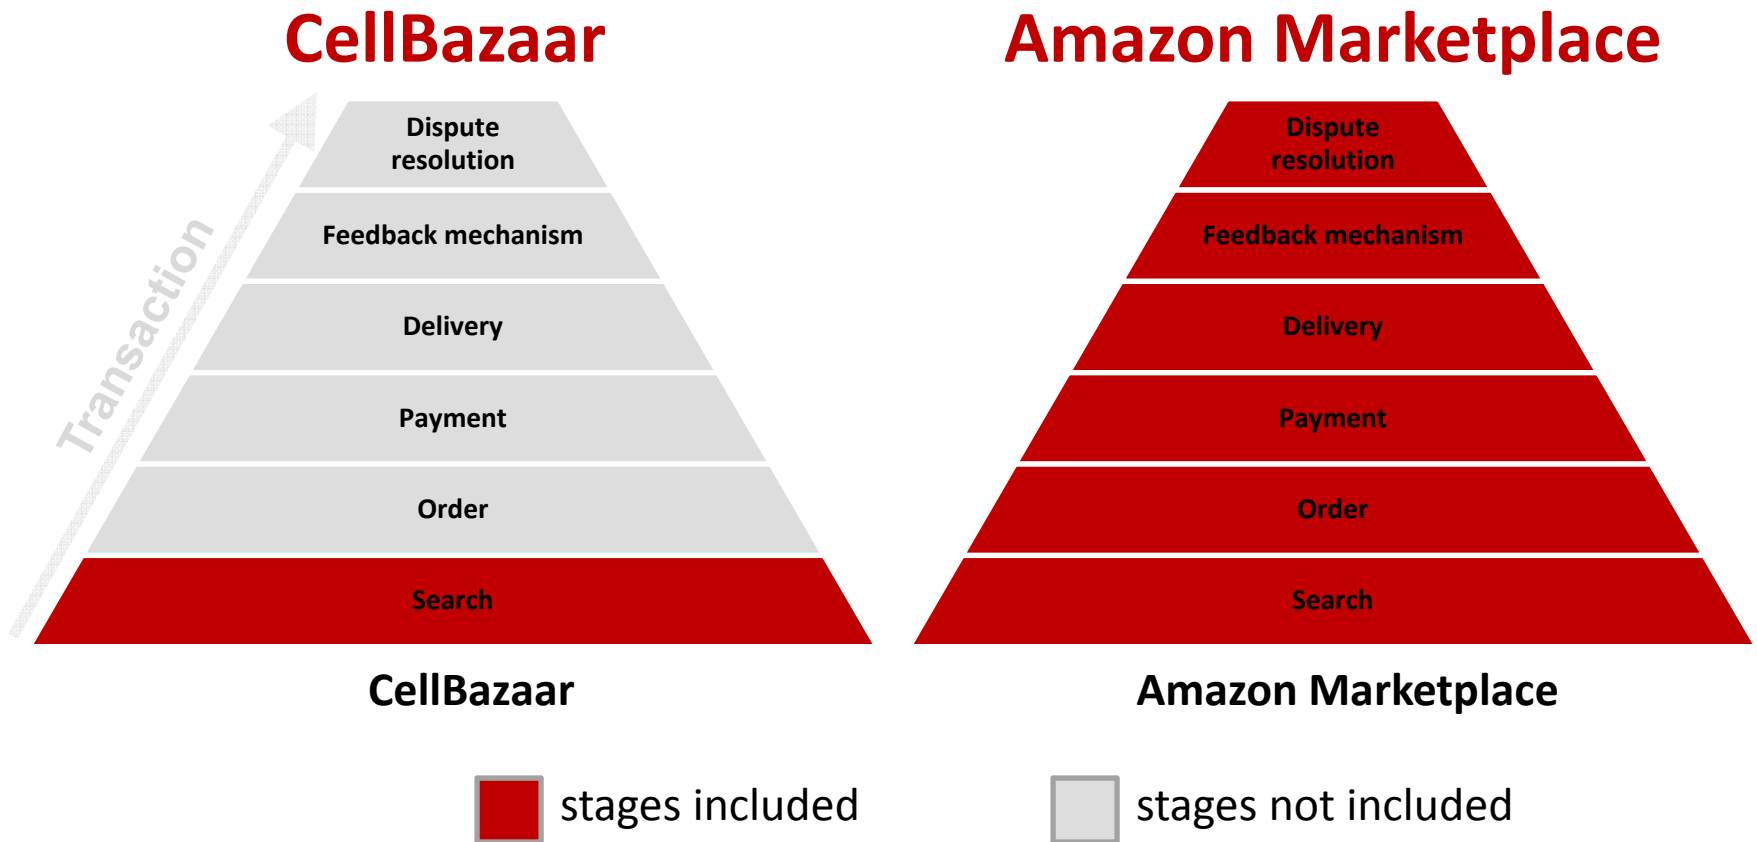 CellBazaar
Amazon Marketplace
Transaction
Dispute
resolution
Feedback mechanism
Delivery
Payment
Order
Search
CellBazaar
Dispute
resolution
Feedback mechanism
Delivery
Payment
Order
Search
Amazon Marketplace
stages included
stages not included